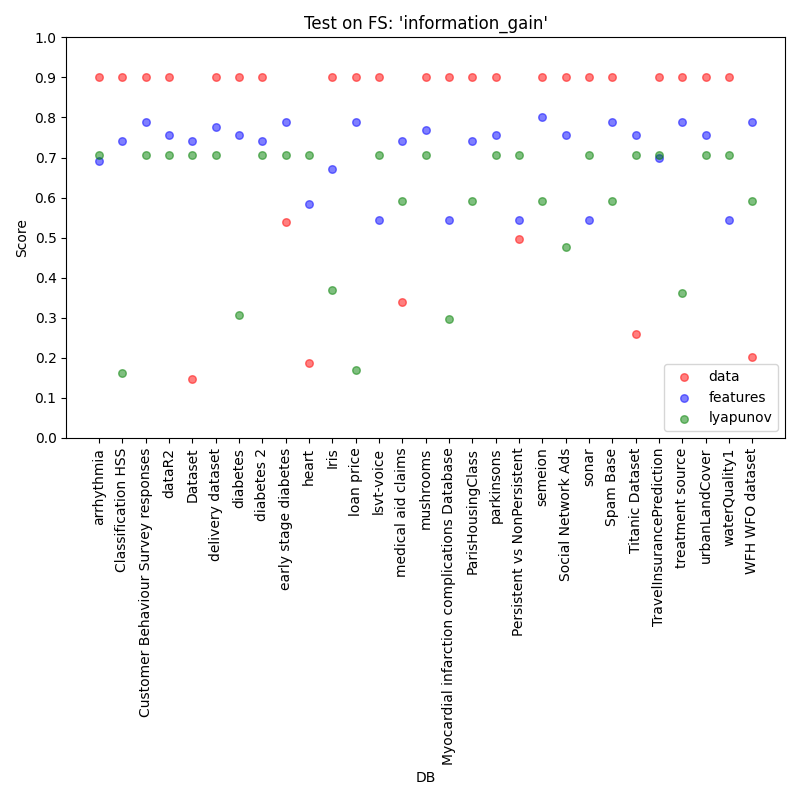 Test on FS: 'information_gain'
1.0
0.9
0.8
0.7
0.6
0.5
0.4
0.3
0.2
0.1
0.0
Score
data
features
lyapunov
arrhythmia
Classification HSS
Customer Behaviour Survey responses
dataR2
Dataset
delivery dataset
diabetes
diabetes 2
early stage diabetes
heart
Iris
loan price
lsvt-voice
medical aid claims
mushrooms
Myocardial infarction complications Database
ParisHousingClass
parkinsons
Persistent vs NonPersistent
semeion
Social Network Ads
sonar
Spam Base
Titanic Dataset
TravelInsurancePrediction
treatment source
urbanLandCover
waterQuality1
WFH WFO dataset
DB